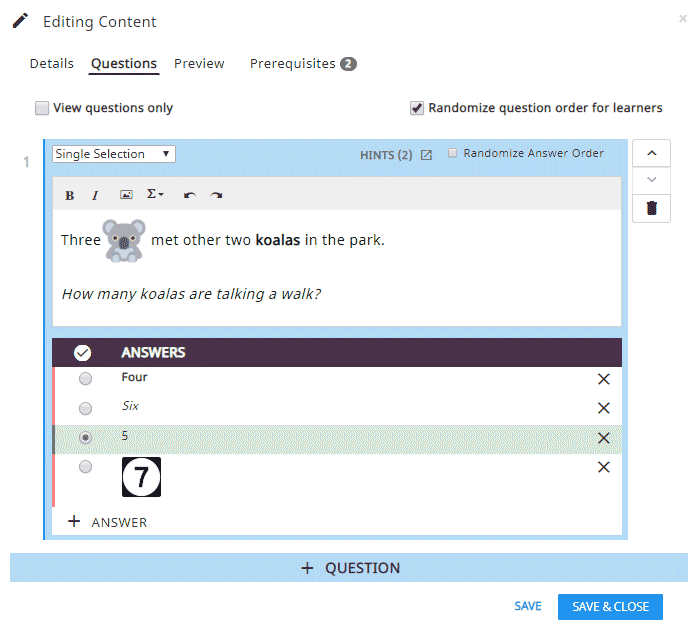 Editing Content
×
Details Questions Preview Prerequisites 2
View questions only Randomize question order for learners
1
Single Selection HINTS (2) Randomize Answer Order
B I Σ
Three met other two koalas in the park.
How many koalas are talking a walk?
ANSWERS
Four
Six
5
7
+ ANSWER
+ QUESTION
SAVE SAVE & CLOSE